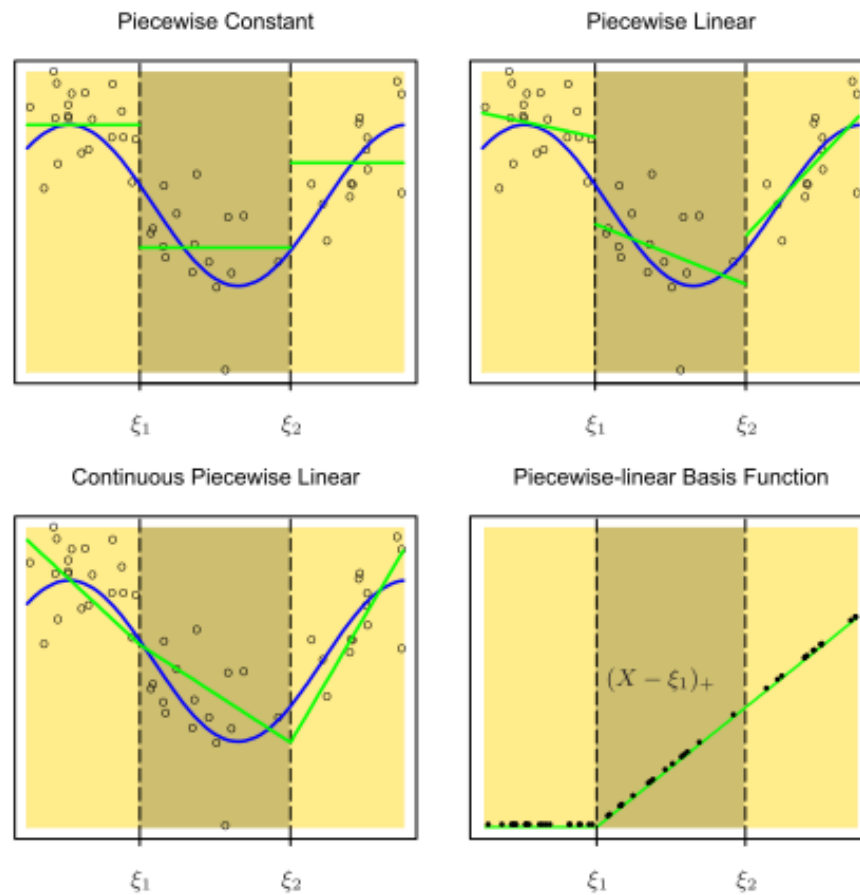 Piecewise Constant
Piecewise Linear
ξ₁ ξ₂
ξ₁ ξ₂
Continuous Piecewise Linear
Piecewise-linear Basis Function
(X − ξ₁)₊
ξ₁ ξ₂
ξ₁ ξ₂